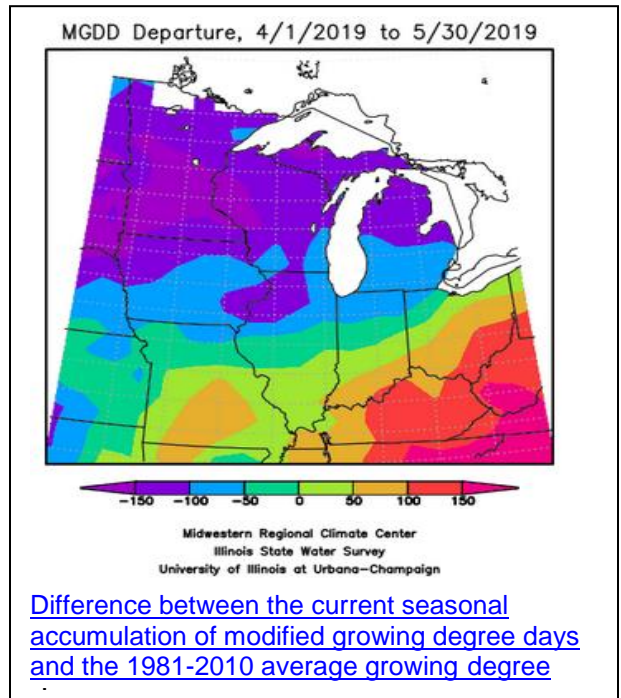 MGDD Departure, 4/1/2019 to 5/30/2019
-150 -100 -50 0 50 100 150
Midwestern Regional Climate Center
Illinois State Water Survey
University of Illinois at Urbana-Champaign
Difference between the current seasonal
accumulation of modified growing degree days
and the 1981-2010 average growing degree